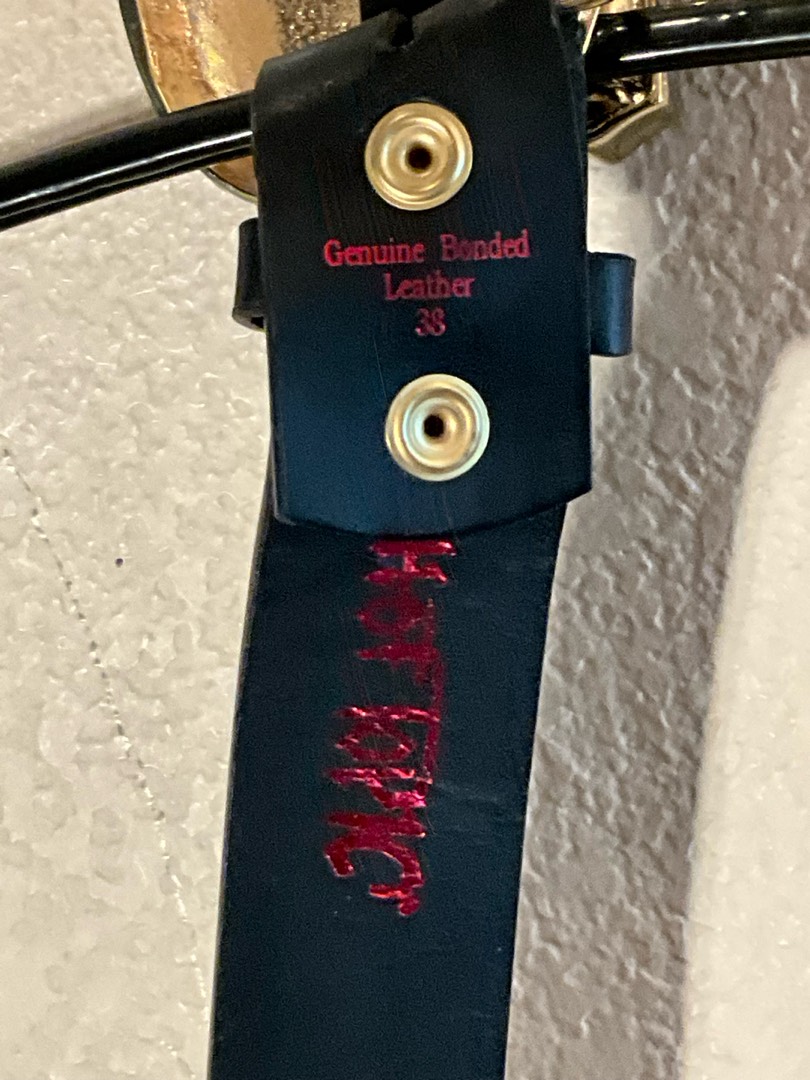 Genuine Bonded
Leather
38
HOT TOPIC